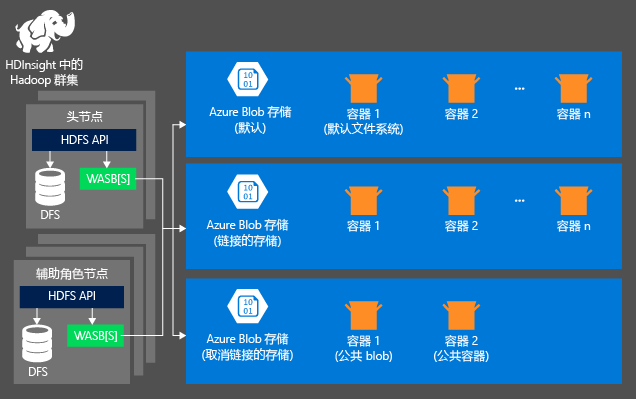 HDInsight 中的
Hadoop 群集
头节点
HDFS API
WASB[S]
DFS
辅助角色节点
HDFS API
WASB[S]
DFS
10
01
Azure Blob 存储
(默认)
容器 1
(默认文件系统)
容器 2
...
容器 n
10
01
Azure Blob 存储
(链接的存储)
容器 1
容器 2
...
容器 n
10
01
Azure Blob 存储
(取消链接的存储)
容器 1
(公共 blob)
容器 2
(公共容器)